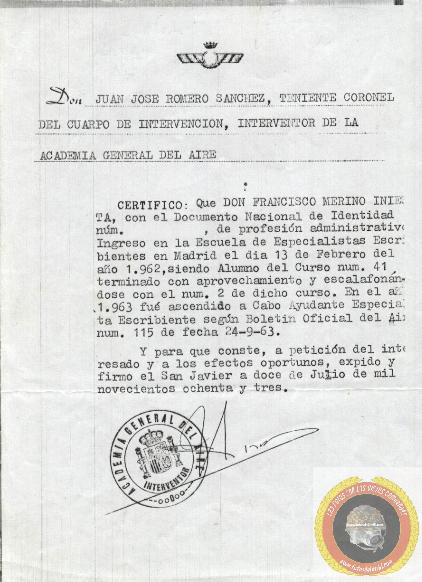 Don JUAN JOSE ROMERO SANCHEZ, TENIENTE CORONEL
DEL CUARPO DE INTERVENCION, INTERVENTOR DE LA
ACADEMIA GENERAL DEL AIRE
CERTIFICO: Que DON FRANCISCO MERINO INIE
TA, con el Documento Nacional de Identidad
núm. , de profesión administrativo
Ingreso en la Escuela de Especialistas Escri
bientes en Madrid el dia 13 de Febrero del
año 1.962,siendo Alumno del Curso num. 41
terminado con aprovechamiento y escalafonán-
dose con el num. 2 de dicho curso. En el añ
1.963 fué ascendido a Cabo Ayudante Especia
ta Escribiente según Boletin Oficial del Air
num. 115 de fecha 24-9-63.
Y para que conste, a petición del inte
resado y a los efectos oportunos, expido y
firmo el San Javier a doce de Julio de mil
novecientos ochenta y tres.
ACADEMIA GENERAL DEL AIRE
INTERVENTOR